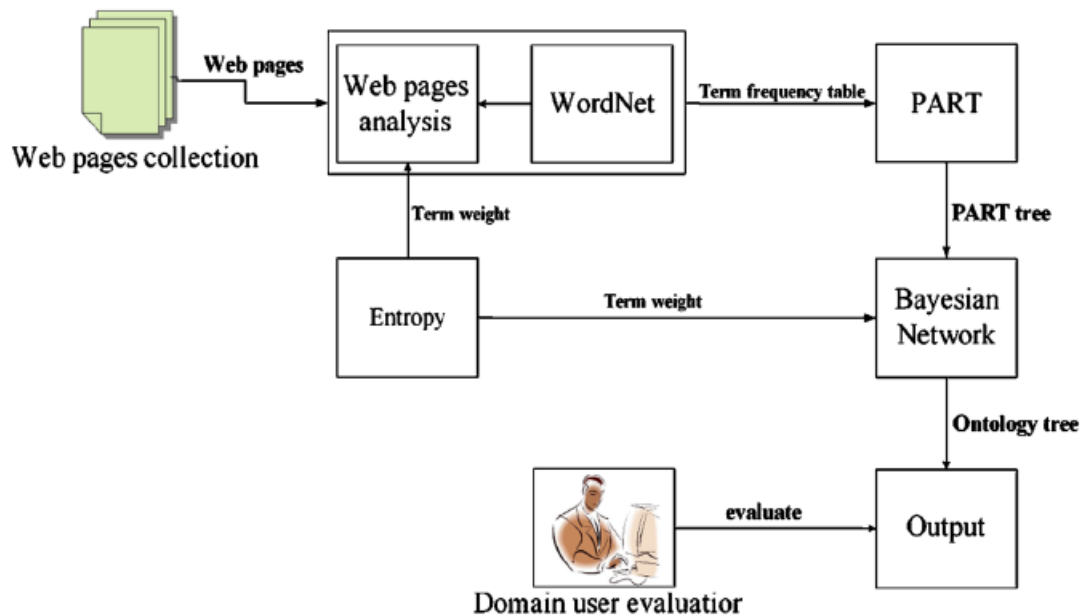 Web pages
Web pages
analysis
WordNet
Term frequency table
PART
Web pages collection
Term weight
PART tree
Entropy
Term weight
Bayesian
Network
Ontology tree
evaluate
Output
Domain user evaluatior